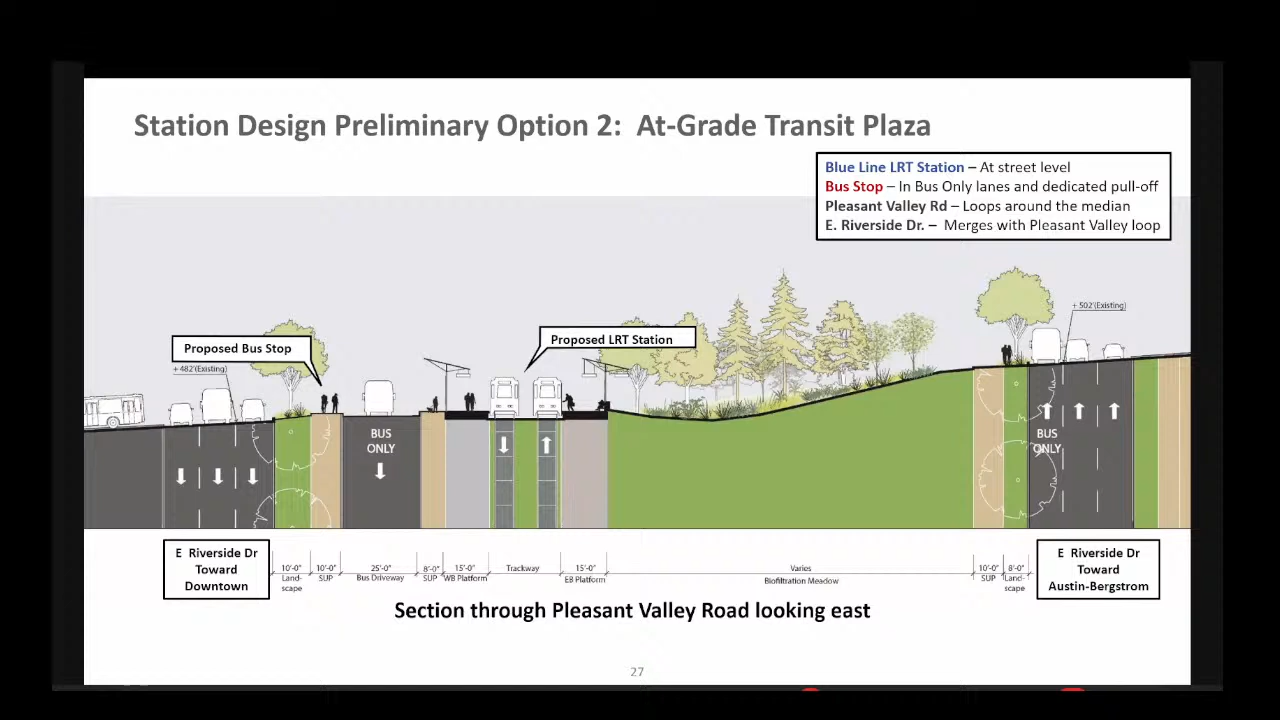 Station Design Preliminary Option 2:  At-Grade Transit Plaza
Blue Line LRT Station – At street level
Bus Stop – In Bus Only lanes and dedicated pull-off
Pleasant Valley Rd – Loops around the median
E. Riverside Dr. –  Merges with Pleasant Valley loop
+ 502'(Existing)
Proposed Bus Stop
Proposed LRT Station
+ 482'(Existing)
BUS
ONLY
BUS
ONLY
E  Riverside Dr
Toward
Downtown
10'-0"
Land-
scape
10'-0"
SUP
25'-0"
Bus Driveway
8'-0"
SUP
15'-0"
WB Platform
Trackway
15'-0"
EB Platform
Varies
Biofiltration Meadow
10'-0"
SUP
8'-0"
Land-
scape
E  Riverside Dr
Toward
Austin-Bergstrom
Section through Pleasant Valley Road looking east
27